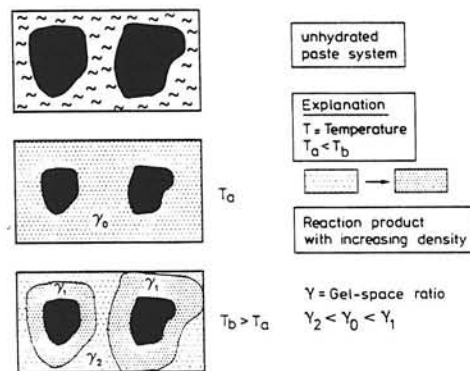 unhydrated
paste system
Explanation
T = Temperature
Ta < Tb
γ0
Ta
Reaction product
with increasing density
γ1
γ1
γ2
Tb > Ta
γ = Gel-space ratio
γ2 < γ0 < γ1